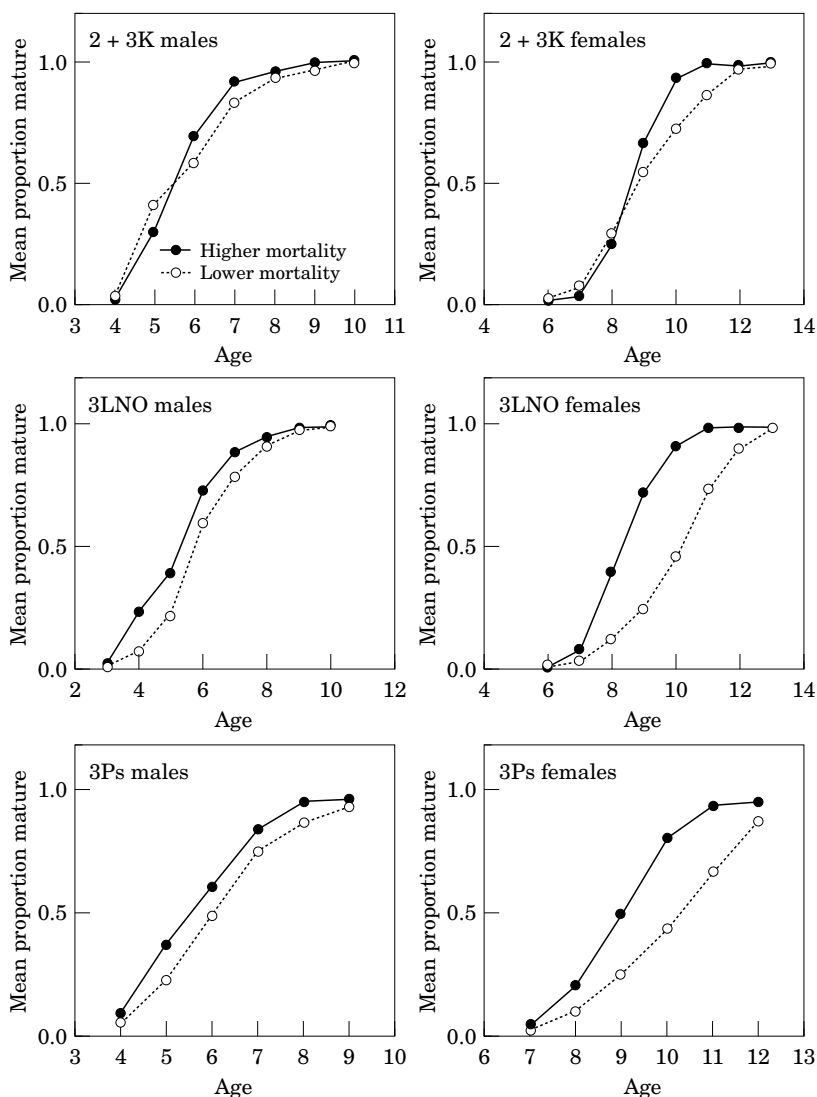 2 + 3K males
Mean proportion mature
1.0
0.5
0.0
Higher mortality
Lower mortality
3 4 5 6 7 8 9 10 11
Age
2 + 3K females
Mean proportion mature
1.0
0.5
0.0
4 6 8 10 12 14
Age
3LNO males
Mean proportion mature
1.0
0.5
0.0
2 4 6 8 10 12
Age
3LNO females
Mean proportion mature
1.0
0.5
0.0
4 6 8 10 12 14
Age
3Ps males
Mean proportion mature
1.0
0.5
0.0
3 4 5 6 7 8 9 10
Age
3Ps females
Mean proportion mature
1.0
0.5
0.0
6 7 8 9 10 11 12 13
Age